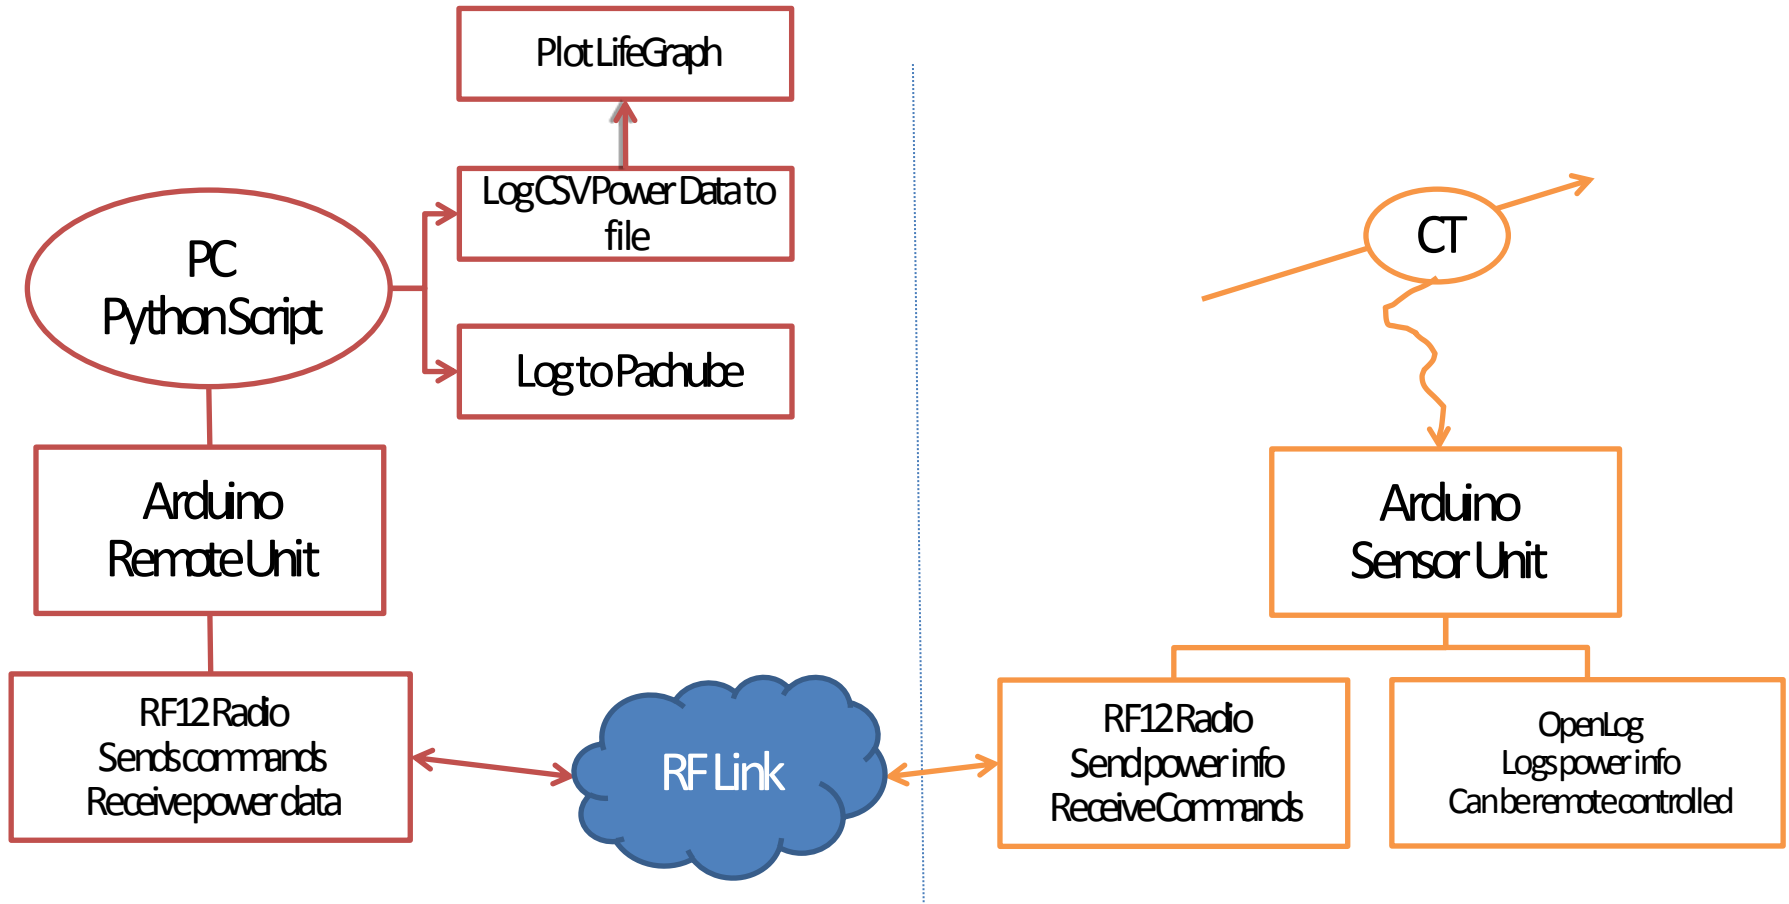 Plot LifeGraph
Log CSV Power Data to
file
PC
Python Script
Log to Pachube
Arduino
Remote Unit
RF12 Radio
Sends commands
Receive power data
RF Link
CT
Arduino
Sensor Unit
RF12 Radio
Send power info
Receive Commands
OpenLog
Logs power info
Can be remote controlled